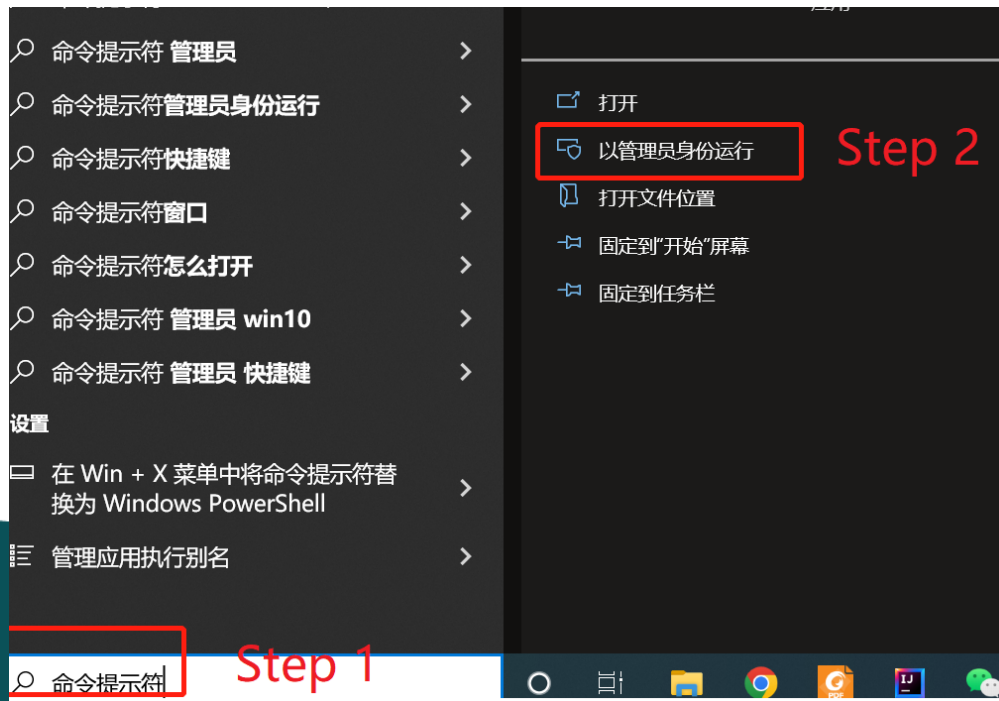 命令提示符 管理员
命令提示符管理员身份运行
命令提示符快捷键
命令提示符窗口
命令提示符怎么打开
命令提示符 管理员 win10
命令提示符 管理员 快捷键
设置
在 Win + X 菜单中将命令提示符替
换为 Windows PowerShell
管理应用执行别名
命令提示符
Step 1
打开
以管理员身份运行
Step 2
打开文件位置
固定到"开始"屏幕
固定到任务栏
PDF
IJ